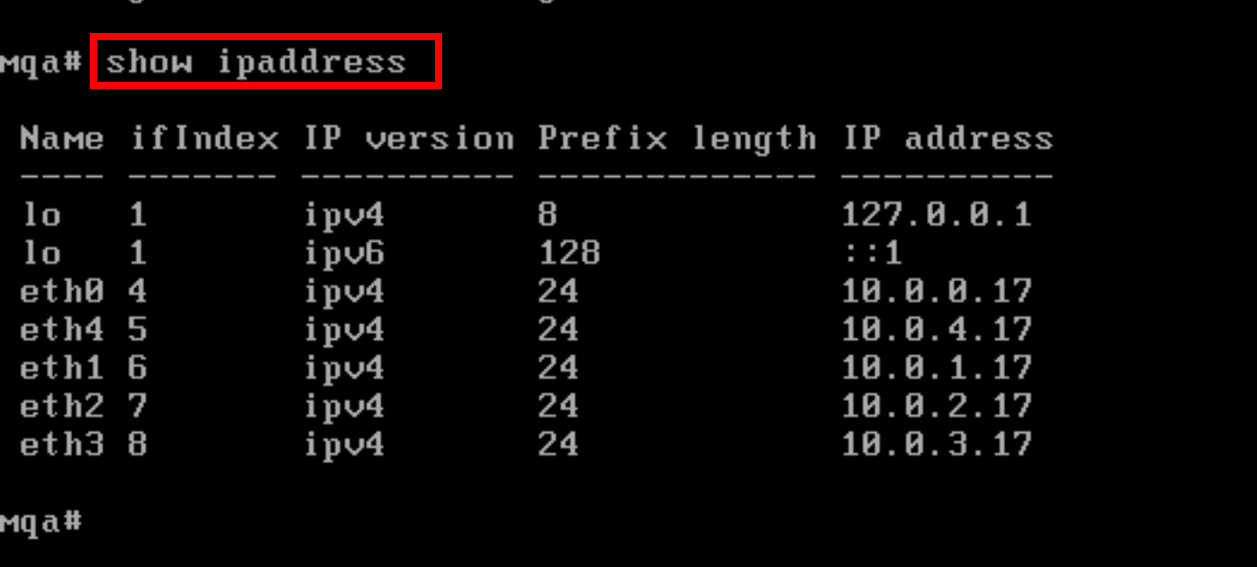 mqa# show ipaddress
Name ifIndex IP version Prefix length IP address
---- ------- ---------- ------------- ----------
lo 1 ipv4 8 127.0.0.1
lo 1 ipv6 128 ::1
eth0 4 ipv4 24 10.0.0.17
eth4 5 ipv4 24 10.0.4.17
eth1 6 ipv4 24 10.0.1.17
eth2 7 ipv4 24 10.0.2.17
eth3 8 ipv4 24 10.0.3.17
mqa#